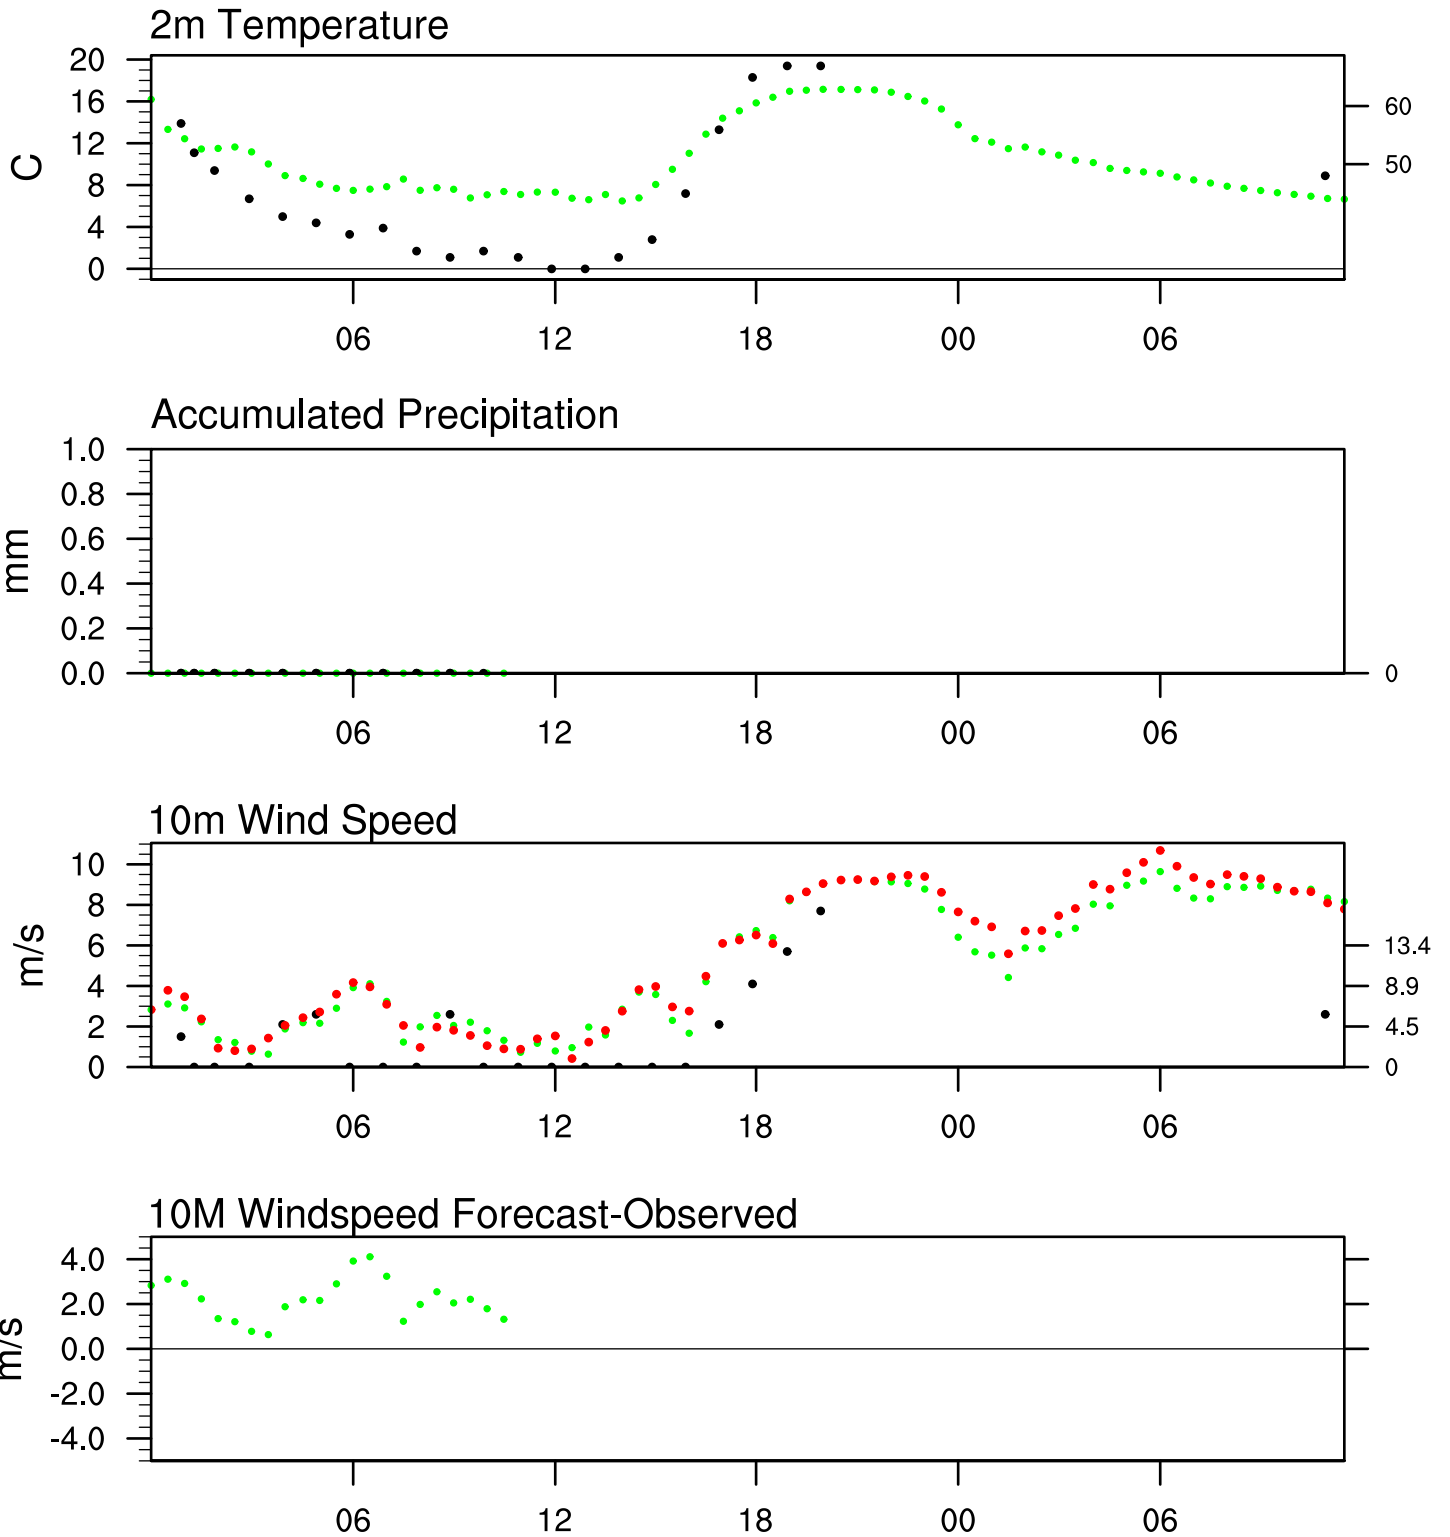 2m Temperature
20
16
12
8
4
0
C
60
50
06 12 18 00 06
Accumulated Precipitation
1.0
0.8
0.6
0.4
0.2
0.0
mm
0
06 12 18 00 06
10m Wind Speed
10
8
6
4
2
0
m/s
13.4
8.9
4.5
0
06 12 18 00 06
10M Windspeed Forecast-Observed
4.0
2.0
0.0
-2.0
-4.0
m/s
06 12 18 00 06